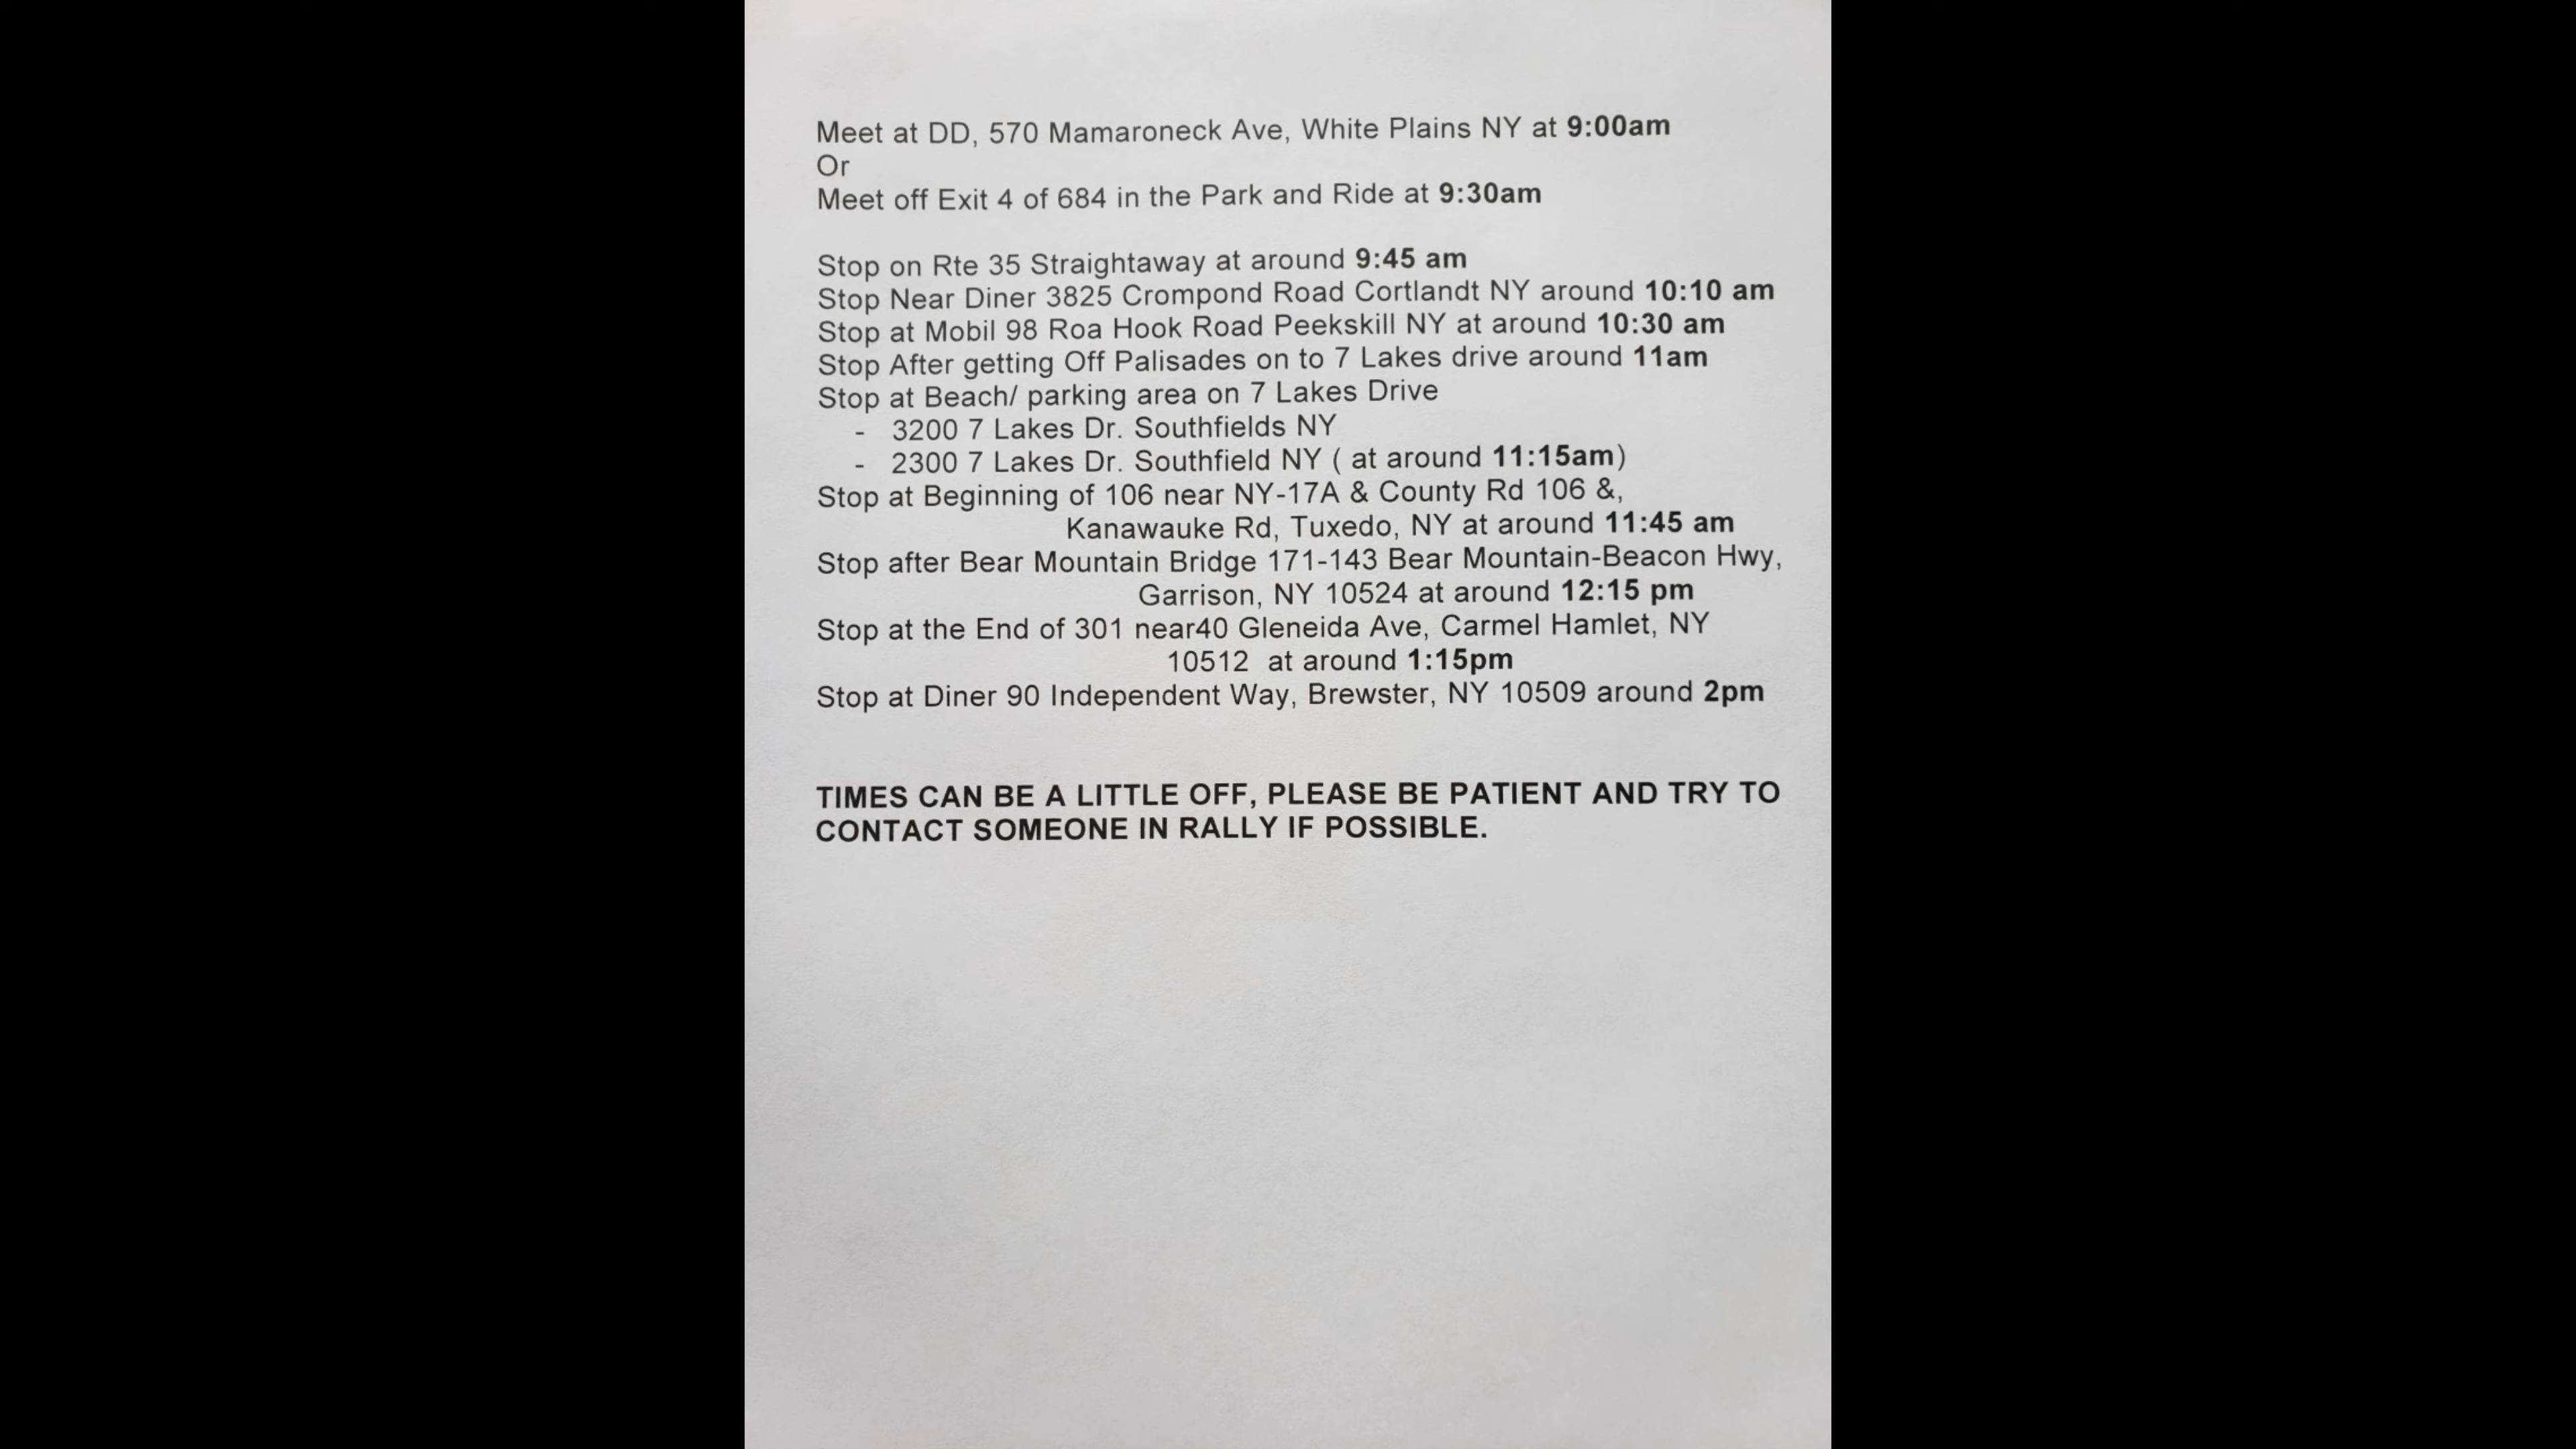 Meet at DD, 570 Mamaroneck Ave, White Plains NY at 9:00am
Or
Meet off Exit 4 of 684 in the Park and Ride at 9:30am
Stop on Rte 35 Straightaway at around 9:45 am
Stop Near Diner 3825 Crompond Road Cortlandt NY around 10:10 am
Stop at Mobil 98 Roa Hook Road Peekskill NY at around 10:30 am
Stop After getting Off Palisades on to 7 Lakes drive around 11am
Stop at Beach/ parking area on 7 Lakes Drive
- 3200 7 Lakes Dr. Southfields NY
- 2300 7 Lakes Dr. Southfield NY ( at around 11:15am)
Stop at Beginning of 106 near NY-17A & County Rd 106 &,
Kanawauke Rd, Tuxedo, NY at around 11:45 am
Stop after Bear Mountain Bridge 171-143 Bear Mountain-Beacon Hwy,
Garrison, NY 10524 at around 12:15 pm
Stop at the End of 301 near40 Gleneida Ave, Carmel Hamlet, NY
10512 at around 1:15pm
Stop at Diner 90 Independent Way, Brewster, NY 10509 around 2pm
TIMES CAN BE A LITTLE OFF, PLEASE BE PATIENT AND TRY TO
CONTACT SOMEONE IN RALLY IF POSSIBLE.